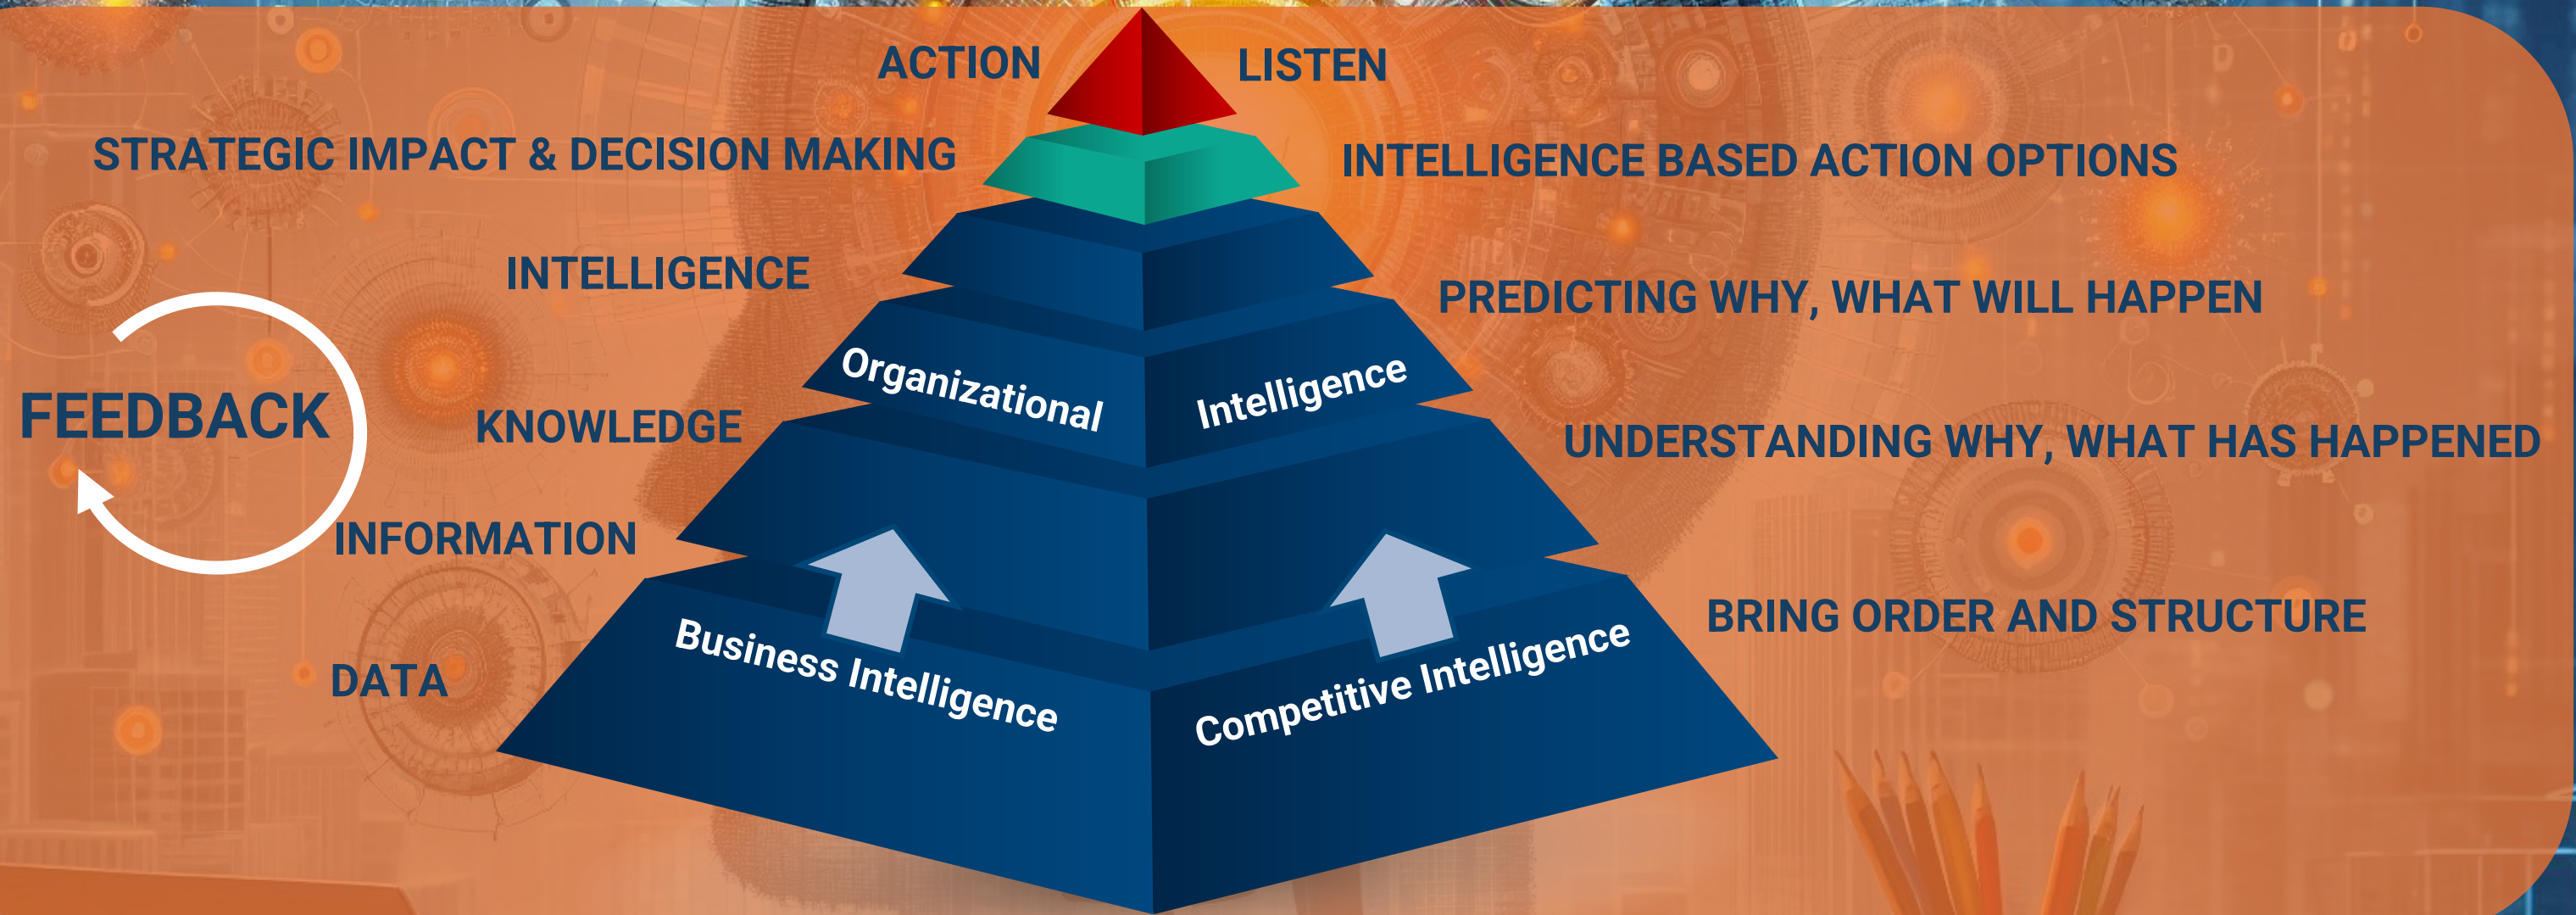 ACTION
LISTEN
STRATEGIC IMPACT & DECISION MAKING
INTELLIGENCE BASED ACTION OPTIONS
INTELLIGENCE
PREDICTING WHY, WHAT WILL HAPPEN
Organizational
Intelligence
FEEDBACK
KNOWLEDGE
UNDERSTANDING WHY, WHAT HAS HAPPENED
INFORMATION
BRING ORDER AND STRUCTURE
Business Intelligence
Competitive Intelligence
DATA